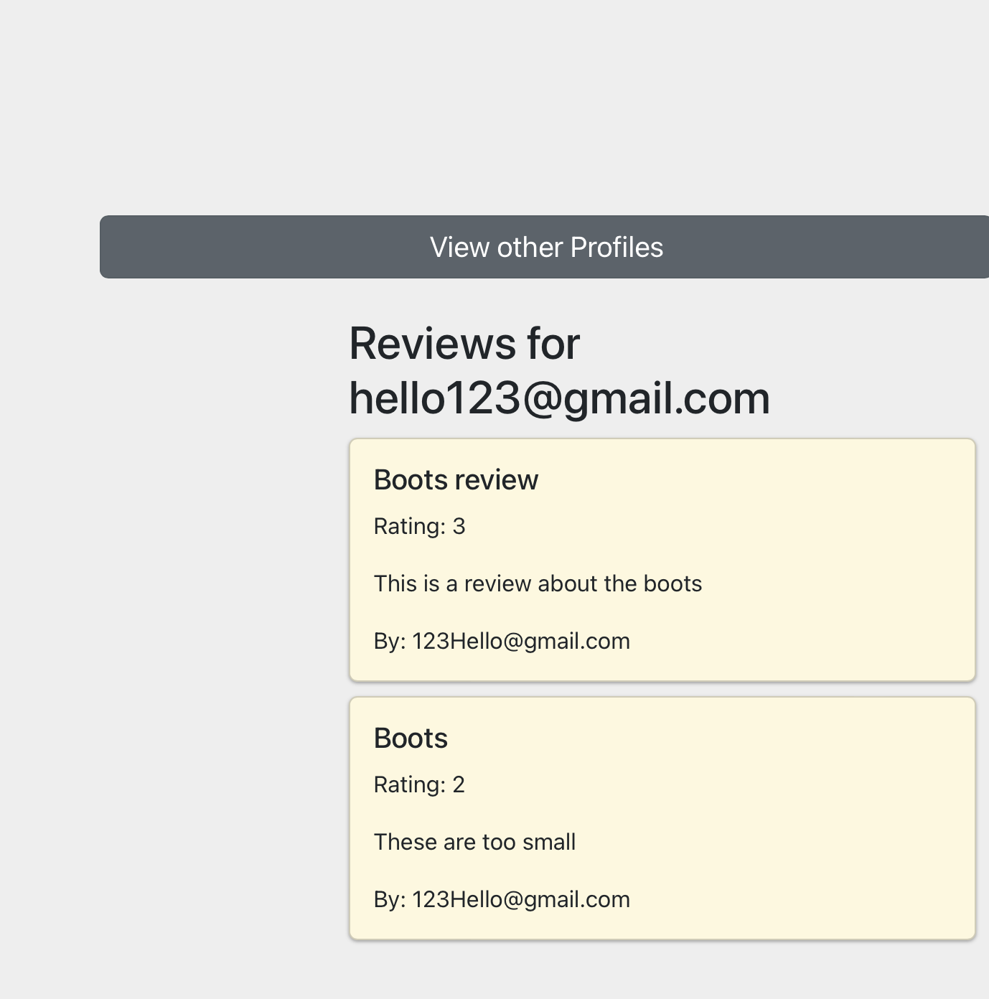 View other Profiles
Reviews for
hello123@gmail.com
Boots review
Rating: 3
This is a review about the boots
By: 123Hello@gmail.com
Boots
Rating: 2
These are too small
By: 123Hello@gmail.com